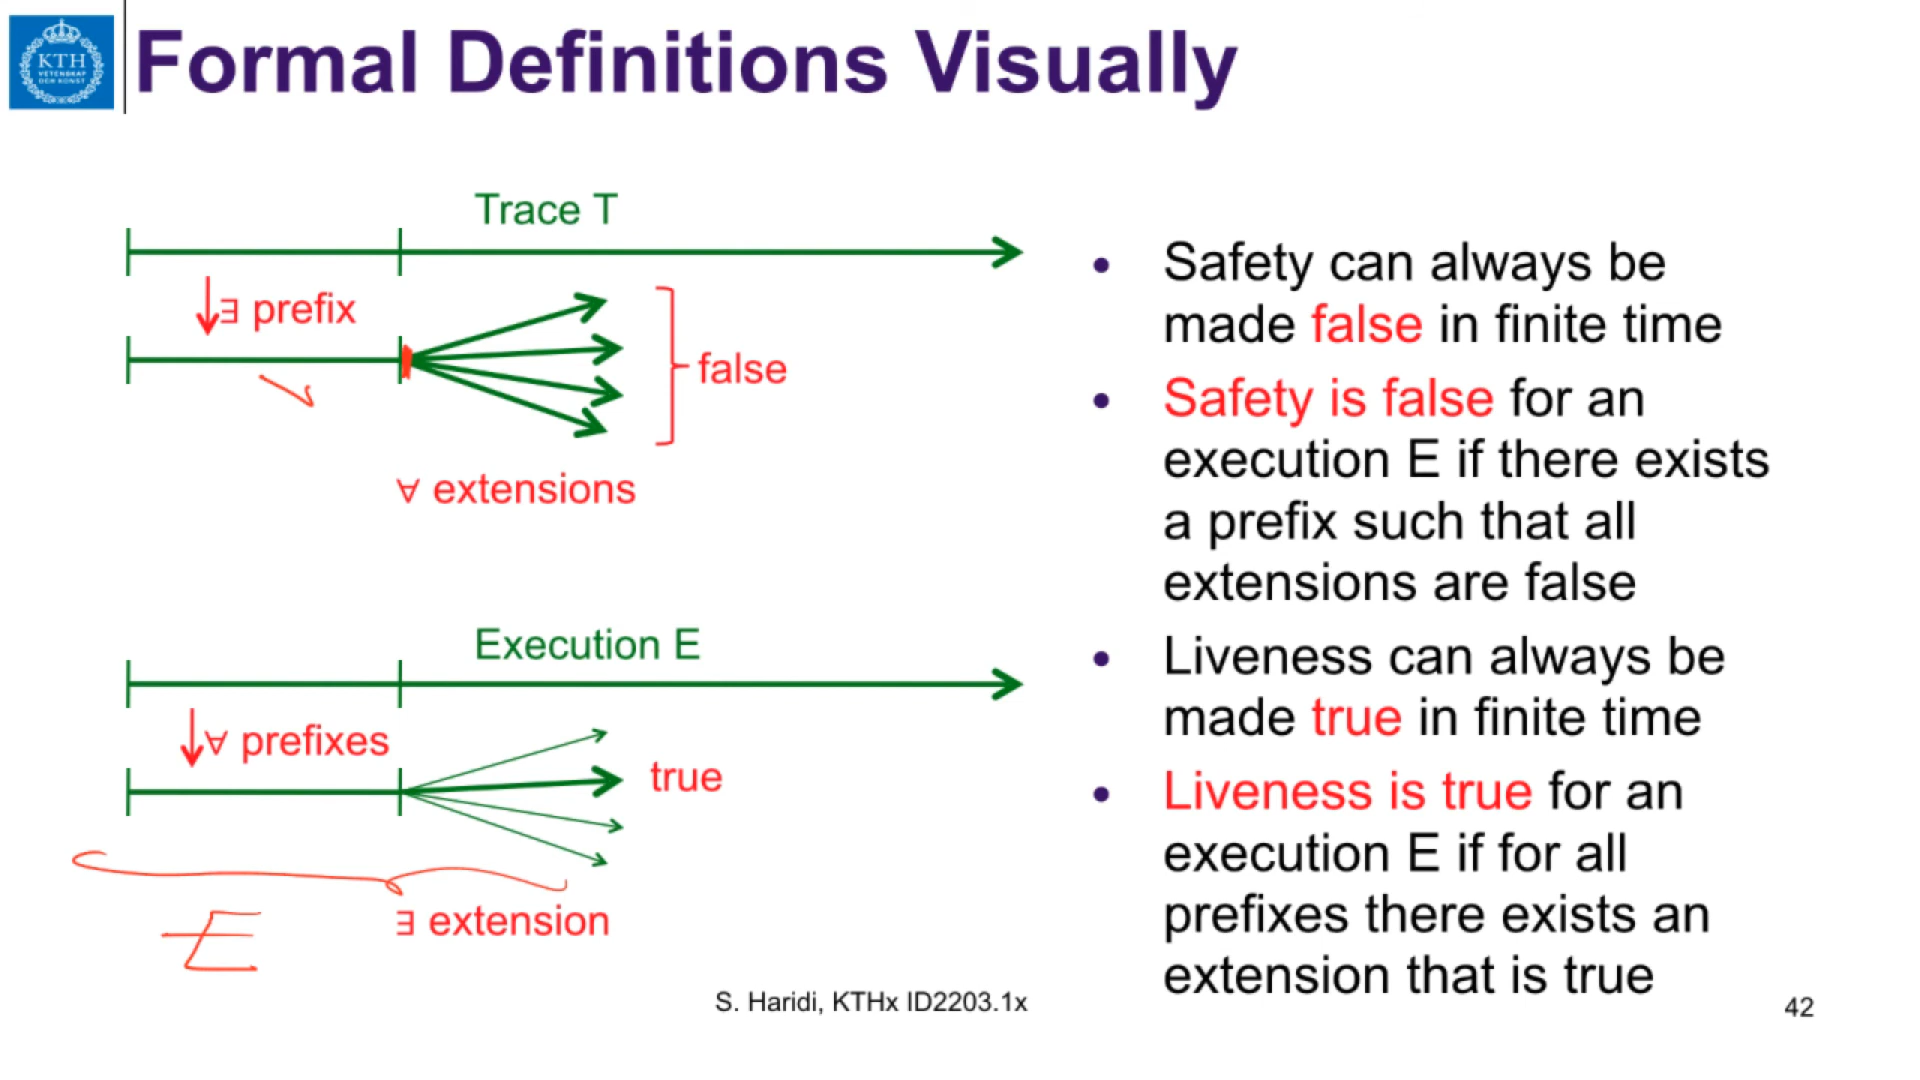 KTH
VETENSKAP
OCH KONST
Formal Definitions Visually
Trace T
∃ prefix
false
∀ extensions
Execution E
∀ prefixes
true
E
∃ extension
• Safety can always be
made false in finite time
• Safety is false for an
execution E if there exists
a prefix such that all
extensions are false
• Liveness can always be
made true in finite time
• Liveness is true for an
execution E if for all
prefixes there exists an
extension that is true
S. Haridi, KTHx ID2203.1x
42